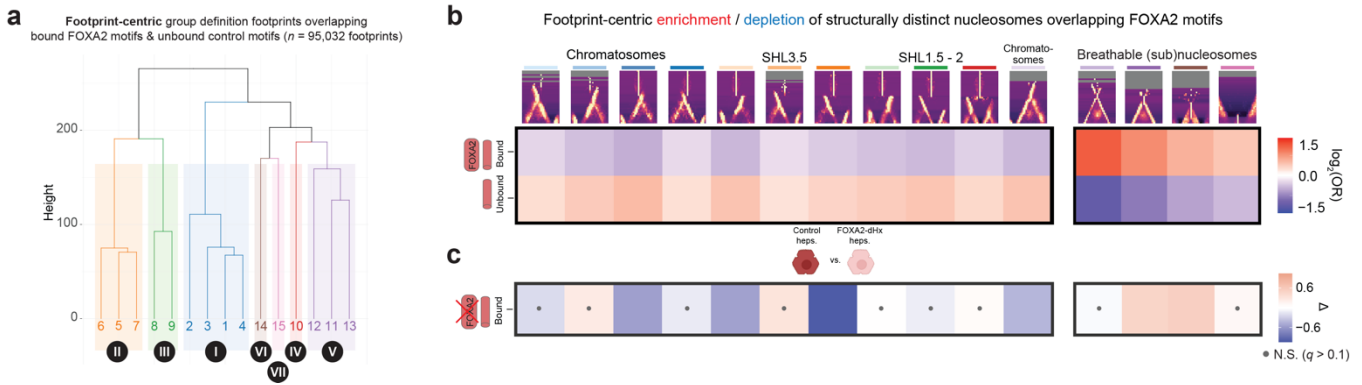 a
Footprint-centric group definition footprints overlapping
bound FOXA2 motifs & unbound control motifs (n = 95,032 footprints)
Height
200
100
0
6 5 7 8 9 2 3 1 4 14 15 10 12 11 13
II III I VI VII IV V
b
Footprint-centric enrichment / depletion of structurally distinct nucleosomes overlapping FOXA2 motifs
Chromatosomes
SHL3.5
SHL1.5 - 2
Chromato-
somes
Breathable (sub)nucleosomes
FOXA2
Bound
Unbound
1.5
0.0
−1.5
log2(OR)
c
Control
heps.
vs.
FOXA2-dHx
heps.
FOXA2
Bound
0.6
−0.6
Δ
N.S. (q > 0.1)